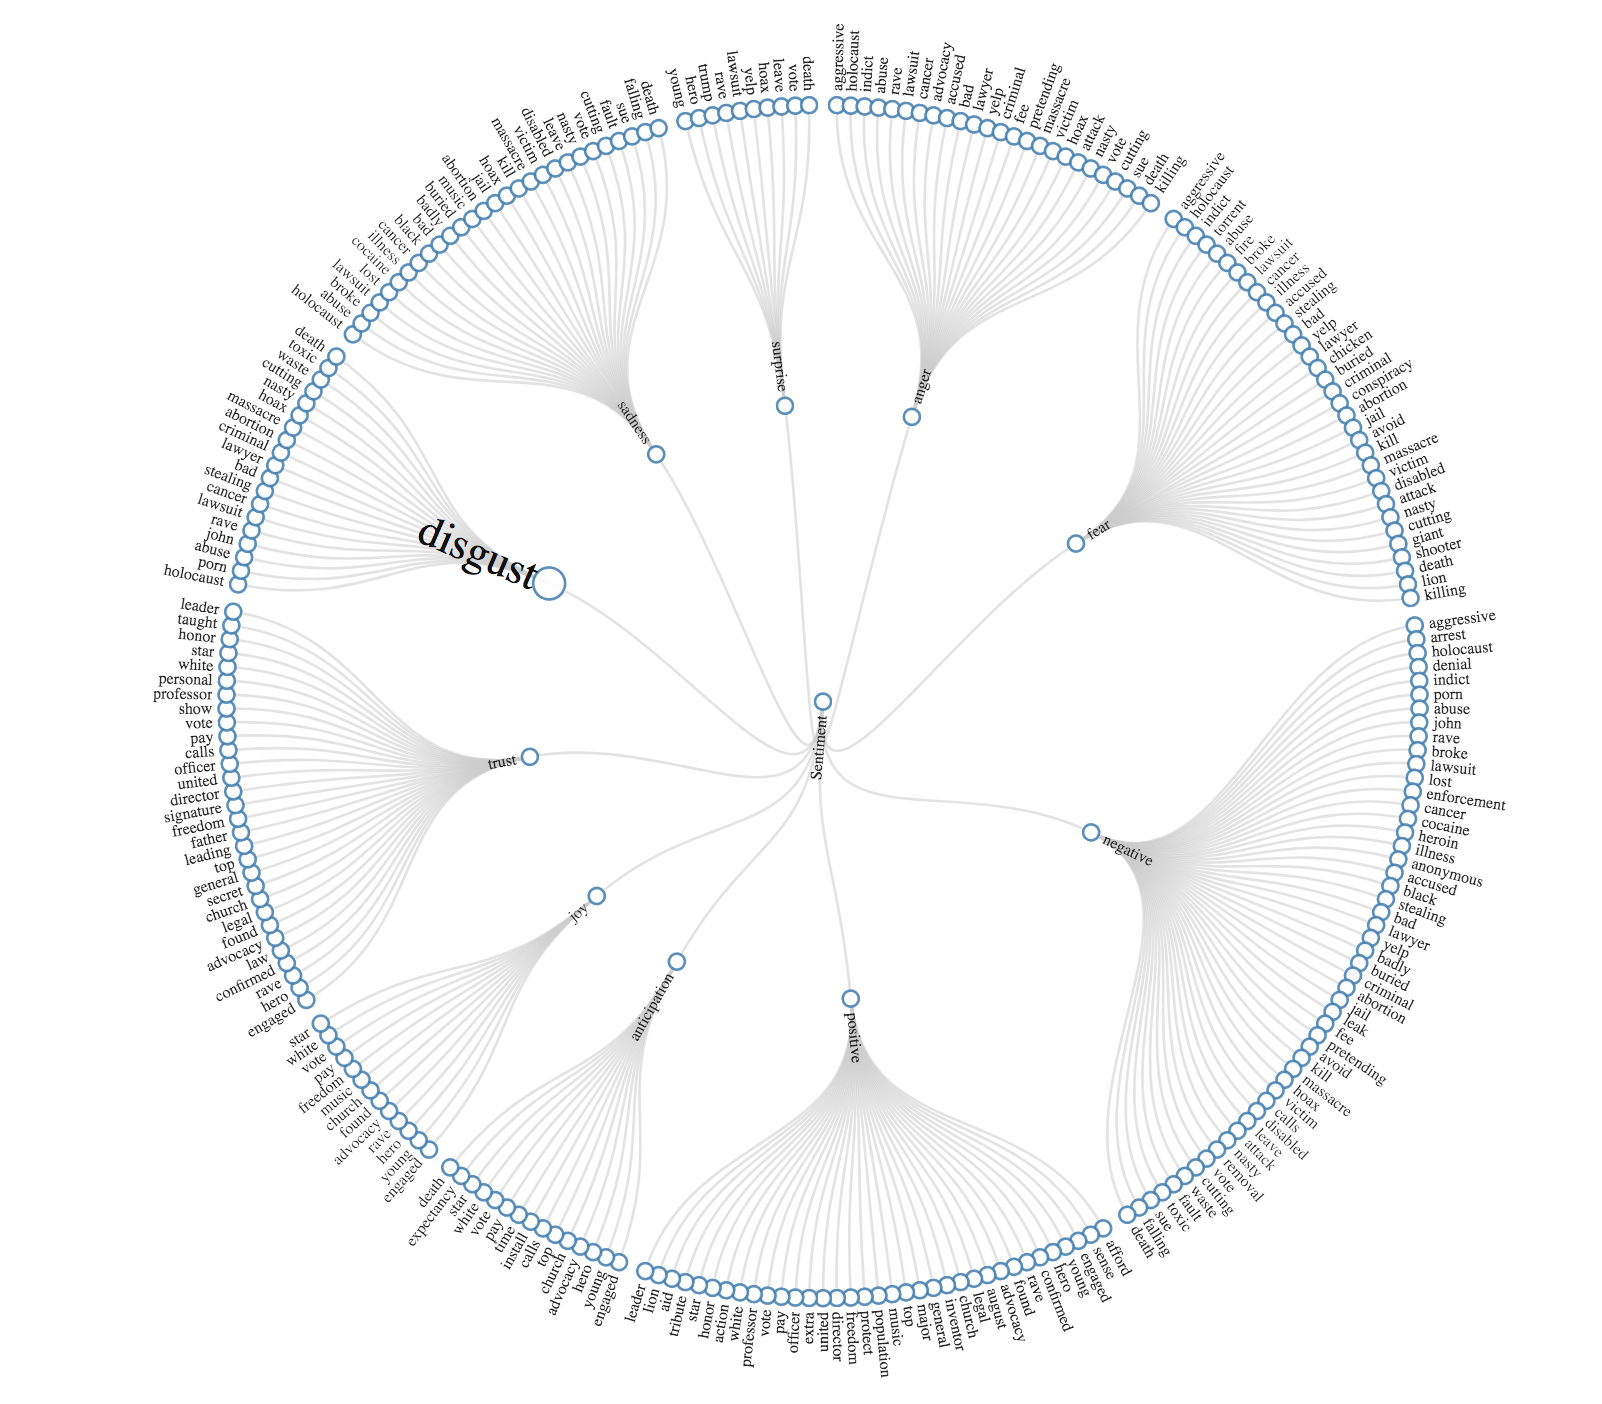 Sentiment
anger
aggressive
holocaust
indict
abuse
rave
lawsuit
cancer
advocacy
accused
bad
lawyer
yelp
criminal
fee
pretending
massacre
victim
hoax
attack
nasty
vote
cutting
sue
death
killing
fear
aggressive
holocaust
indict
torrent
abuse
fire
broke
lawsuit
cancer
illness
accused
stealing
bad
yelp
lawyer
chicken
buried
criminal
conspiracy
abortion
jail
avoid
kill
massacre
victim
disabled
attack
nasty
cutting
giant
shooter
death
lion
killing
negative
aggressive
arrest
holocaust
denial
indict
porn
abuse
john
rave
broke
lawsuit
lost
enforcement
cancer
cocaine
heroin
illness
anonymous
accused
black
stealing
bad
lawyer
yelp
badly
buried
criminal
abortion
jail
leak
fee
pretending
avoid
kill
massacre
hoax
victim
calls
disabled
leave
attack
nasty
removal
vote
cutting
waste
fault
toxic
sue
falling
death
positive
afford
sense
engaged
young
hero
confirmed
rave
found
advocacy
august
legal
church
inventor
general
major
top
music
population
protect
freedom
director
united
extra
officer
pay
vote
professor
white
action
honor
star
tribute
aid
lion
leader
anticipation
engaged
young
hero
advocacy
church
top
calls
install
time
pay
vote
white
star
expectancy
death
joy
engaged
young
hero
rave
advocacy
found
church
music
freedom
pay
vote
white
star
trust
engaged
hero
rave
confirmed
law
advocacy
found
legal
church
secret
general
top
leading
father
freedom
signature
director
united
officer
calls
pay
vote
show
professor
personal
white
star
honor
taught
leader
disgust
holocaust
porn
abuse
john
rave
lawsuit
cancer
stealing
bad
lawyer
criminal
abortion
massacre
hoax
nasty
cutting
waste
toxic
death
sadness
holocaust
abuse
broke
lawsuit
lost
cocaine
illness
cancer
black
bad
badly
buried
music
abortion
jail
hoax
kill
massacre
victim
disabled
leave
nasty
vote
cutting
fault
sue
falling
death
surprise
young
hero
trump
rave
lawsuit
yelp
hoax
leave
vote
death